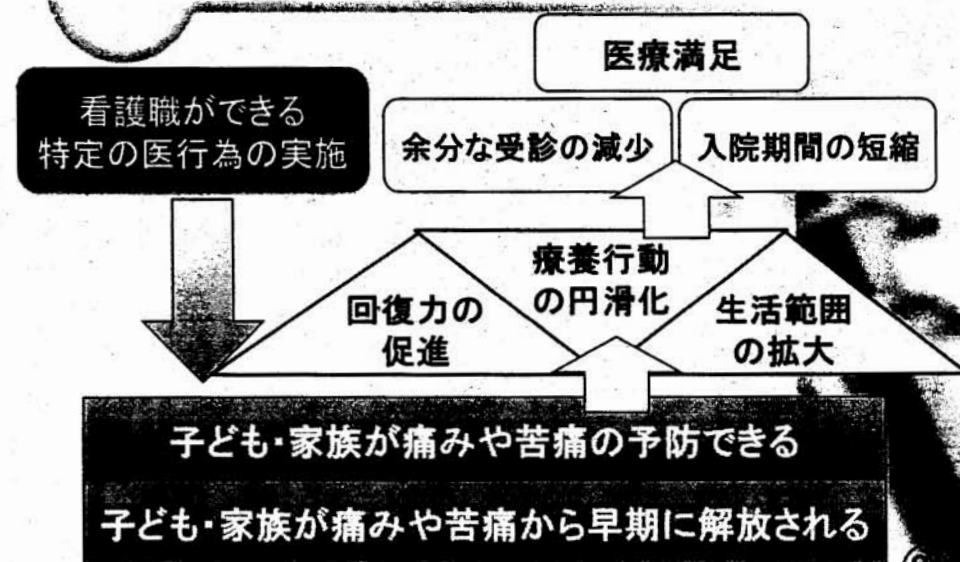 医療満足
看護職ができる
特定の医行為の実施
余分な受診の減少
入院期間の短縮
療養行動
の円滑化
回復力の
促進
生活範囲
の拡大
子ども・家族が痛みや苦痛の予防できる
子ども・家族が痛みや苦痛から早期に解放される